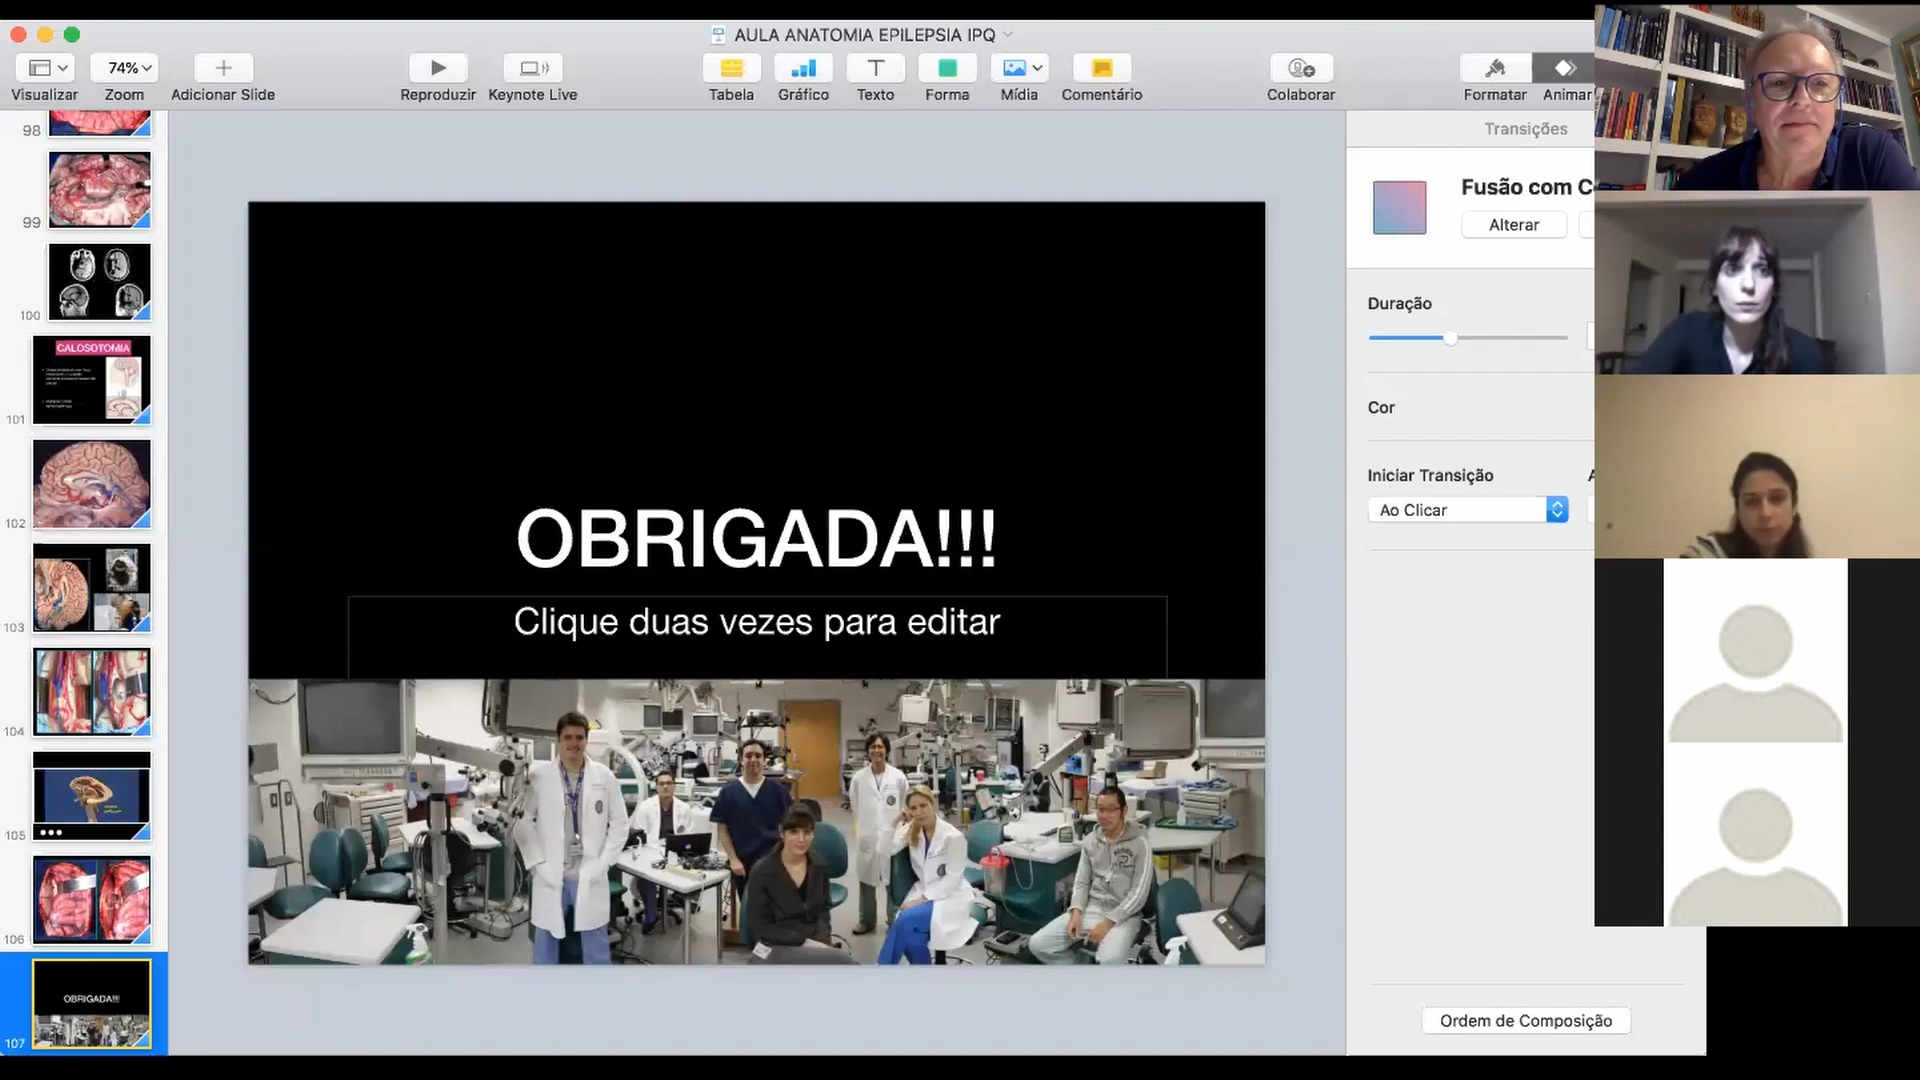 AULA ANATOMIA EPILEPSIA IPQ
74%
Visualizar
Zoom
Adicionar Slide
Reproduzir
Keynote Live
Tabela
Gráfico
Texto
Forma
Mídia
Comentário
Colaborar
Formatar
Animar
98
99
100
CALOSOTOMIA
101
102
103
104
105
106
OBRIGADA!!!
107
OBRIGADA!!!
Clique duas vezes para editar
Transições
Fusão com C
Alterar
Duração
Cor
Iniciar Transição
Ao Clicar
Ordem de Composição